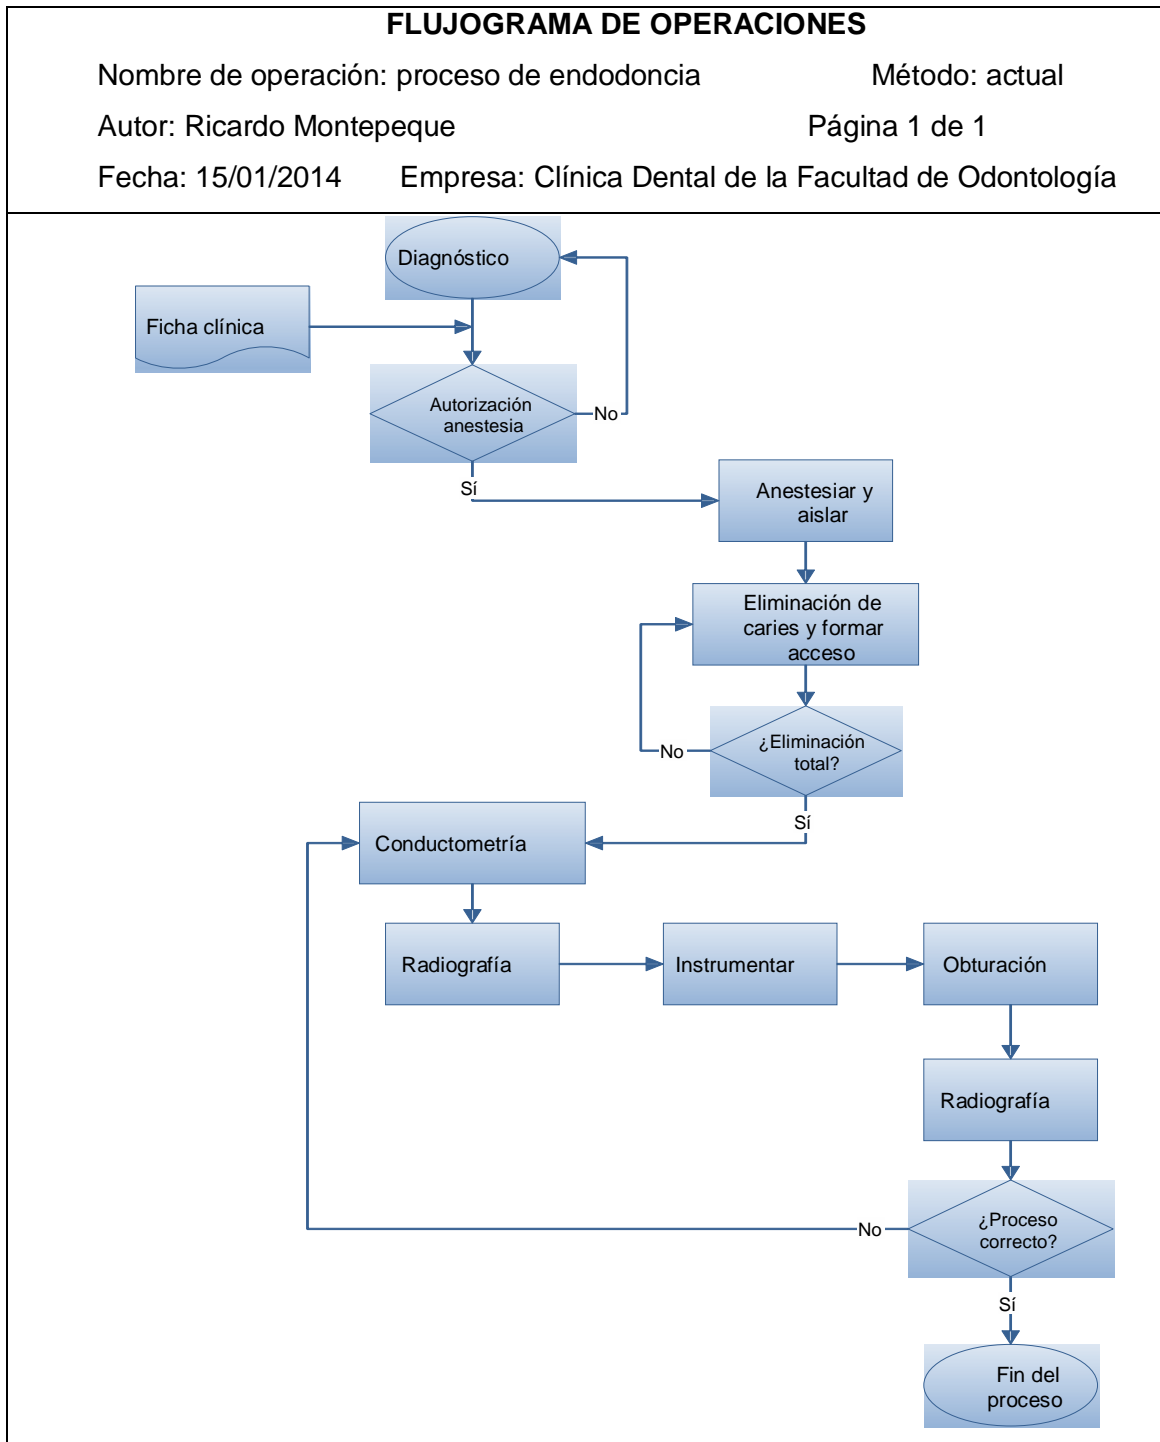 FLUJOGRAMA DE OPERACIONES
Nombre de operación: proceso de endodoncia Método: actual
Autor: Ricardo Montepeque Página 1 de 1
Fecha: 15/01/2014 Empresa: Clínica Dental de la Facultad de Odontología
Diagnóstico
Ficha clínica
Autorización
anestesia
No
Sí
Anestesiar y
aislar
Eliminación de
caries y formar
acceso
¿Eliminación
total?
No
Sí
Conductometría
Radiografía
Instrumentar
Obturación
Radiografía
¿Proceso
correcto?
No
Sí
Fin del
proceso